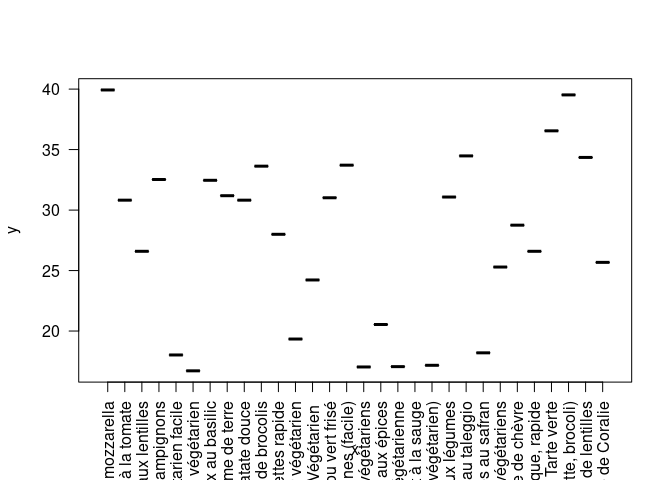 40
35
30
25
20
y
mozzarella
à la tomate
ux lentilles
ampignons
arien facile
végétarien
x au basilic
me de terre
atate douce
de brocolis
ettes rapide
végétarien
Végétarien
ou vert frisé
nes (facile)
végétariens
aux épices
égétarienne
à la sauge
végétarien)
ux légumes
au taleggio
s au safran
végétariens
e de chèvre
que, rapide
Tarte verte
tte, brocoli)
de lentilles
de Coralie
x